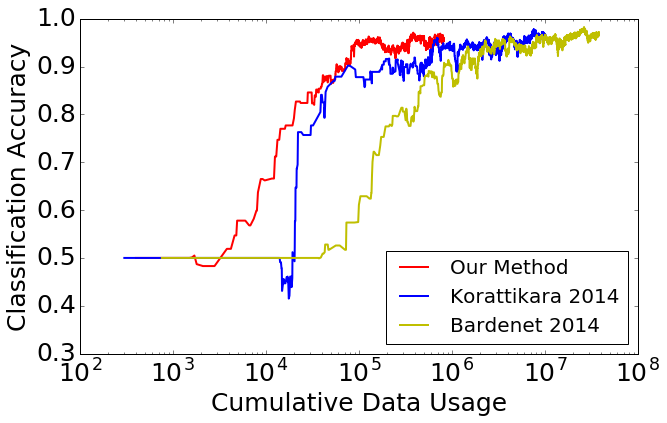 1.0
0.9
0.8
0.7
0.6
0.5
0.4
0.3
Classification Accuracy
10^2 10^3 10^4 10^5 10^6 10^7 10^8
Cumulative Data Usage
Our Method
Korattikara 2014
Bardenet 2014